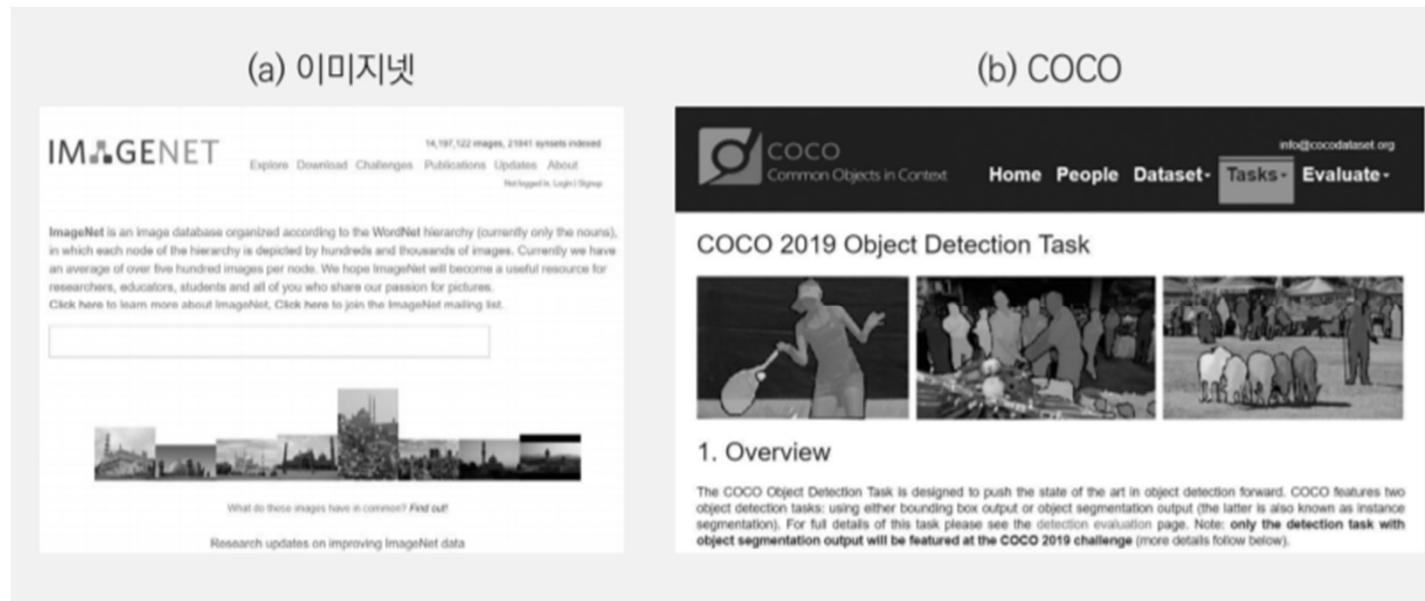 (a) 이미지넷
IMAGENET
14,197,122 images, 21841 synsets indexed
Explore Download Challenges Publications Updates About
Not logged in. Login | Signup
ImageNet is an image database organized according to the WordNet hierarchy (currently only the nouns),
in which each node of the hierarchy is depicted by hundreds and thousands of images. Currently we have
an average of over five hundred images per node. We hope ImageNet will become a useful resource for
researchers, educators, students and all of you who share our passion for pictures.
Click here to learn more about ImageNet, Click here to join the ImageNet mailing list.
What do these images have in common? Find out!
Research updates on improving ImageNet data
(b) COCO
COCO
Common Objects in Context
info@cocodataset.org
Home People Dataset Tasks Evaluate
COCO 2019 Object Detection Task
1. Overview
The COCO Object Detection Task is designed to push the state of the art in object detection forward. COCO features two
object detection tasks: using either bounding box output or object segmentation output (the latter is also known as instance
segmentation). For full details of this task please see the detection evaluation page. Note: only the detection task with
object segmentation output will be featured at the COCO 2019 challenge (more details follow below).